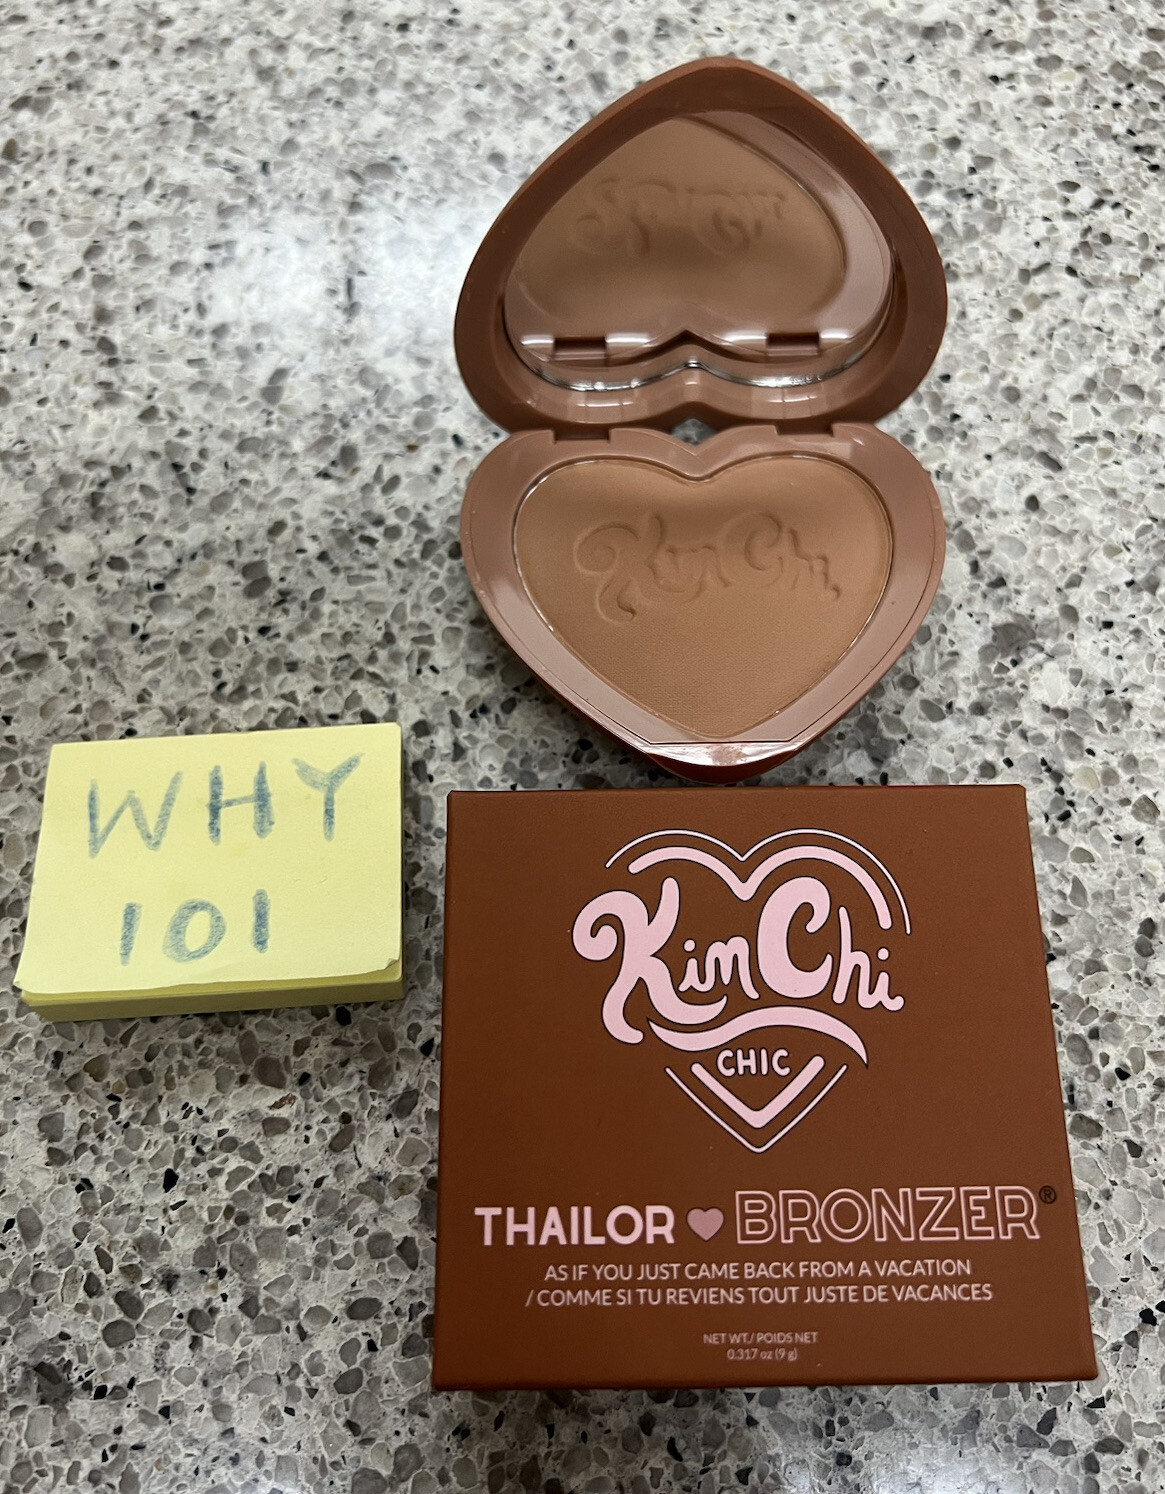 KimChi
KimChi
WHY
101
KimChi
CHIC
THAILOR BRONZER®
AS IF YOU JUST CAME BACK FROM A VACATION
/ COMME SI TU REVIENS TOUT JUSTE DE VACANCES
NET WT./ POIDS NET
0.317 oz (9 g)